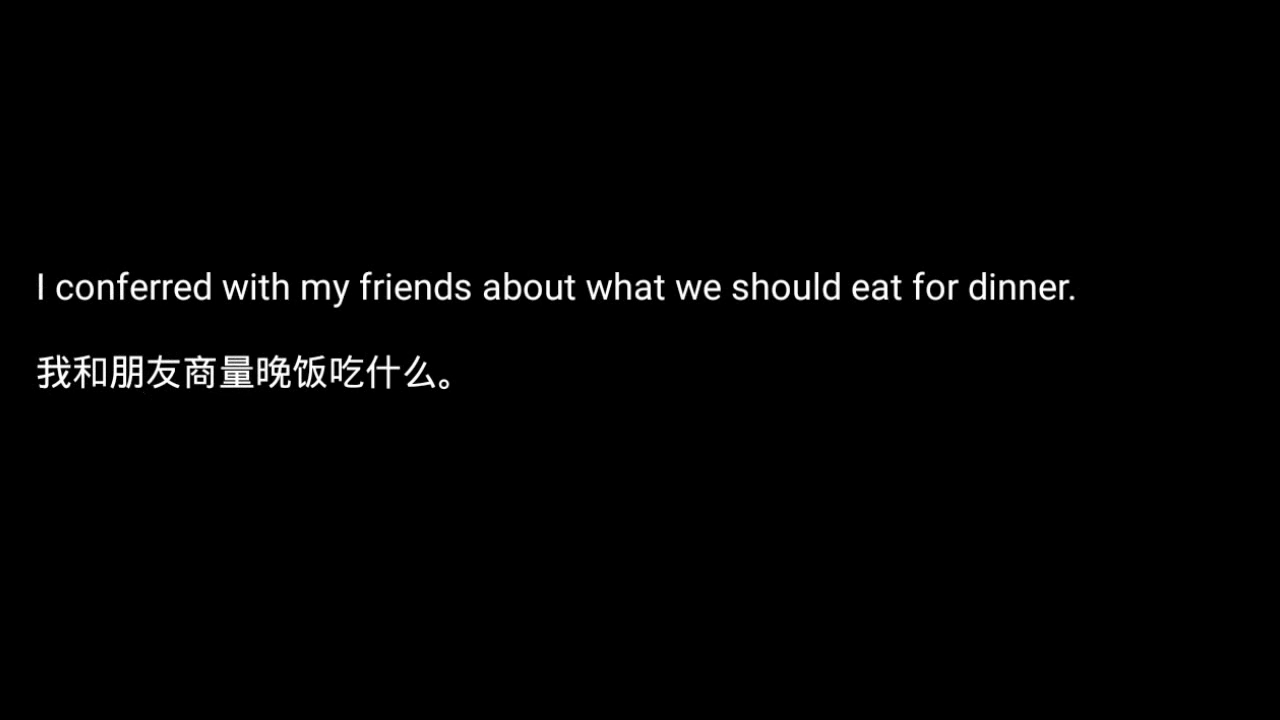 I conferred with my friends about what we should eat for dinner.
我和朋友商量晚饭吃什么。